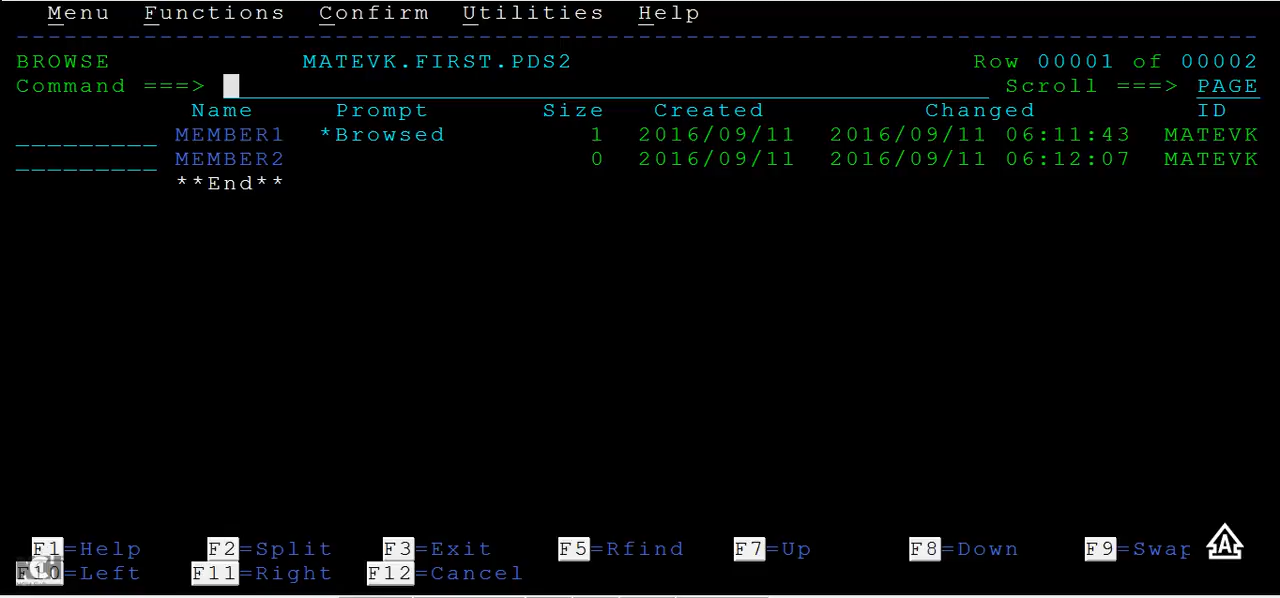 Menu Functions Confirm Utilities Help
BROWSE MATEVK.FIRST.PDS2 Row 00001 of 00002
Command ===> Scroll ===> PAGE
Name Prompt Size Created Changed ID
MEMBER1 *Browsed 1 2016/09/11 2016/09/11 06:11:43 MATEVK
MEMBER2 0 2016/09/11 2016/09/11 06:12:07 MATEVK
**End**
F1=Help F2=Split F3=Exit F5=Rfind F7=Up F8=Down F9=Swap
F10=Left F11=Right F12=Cancel